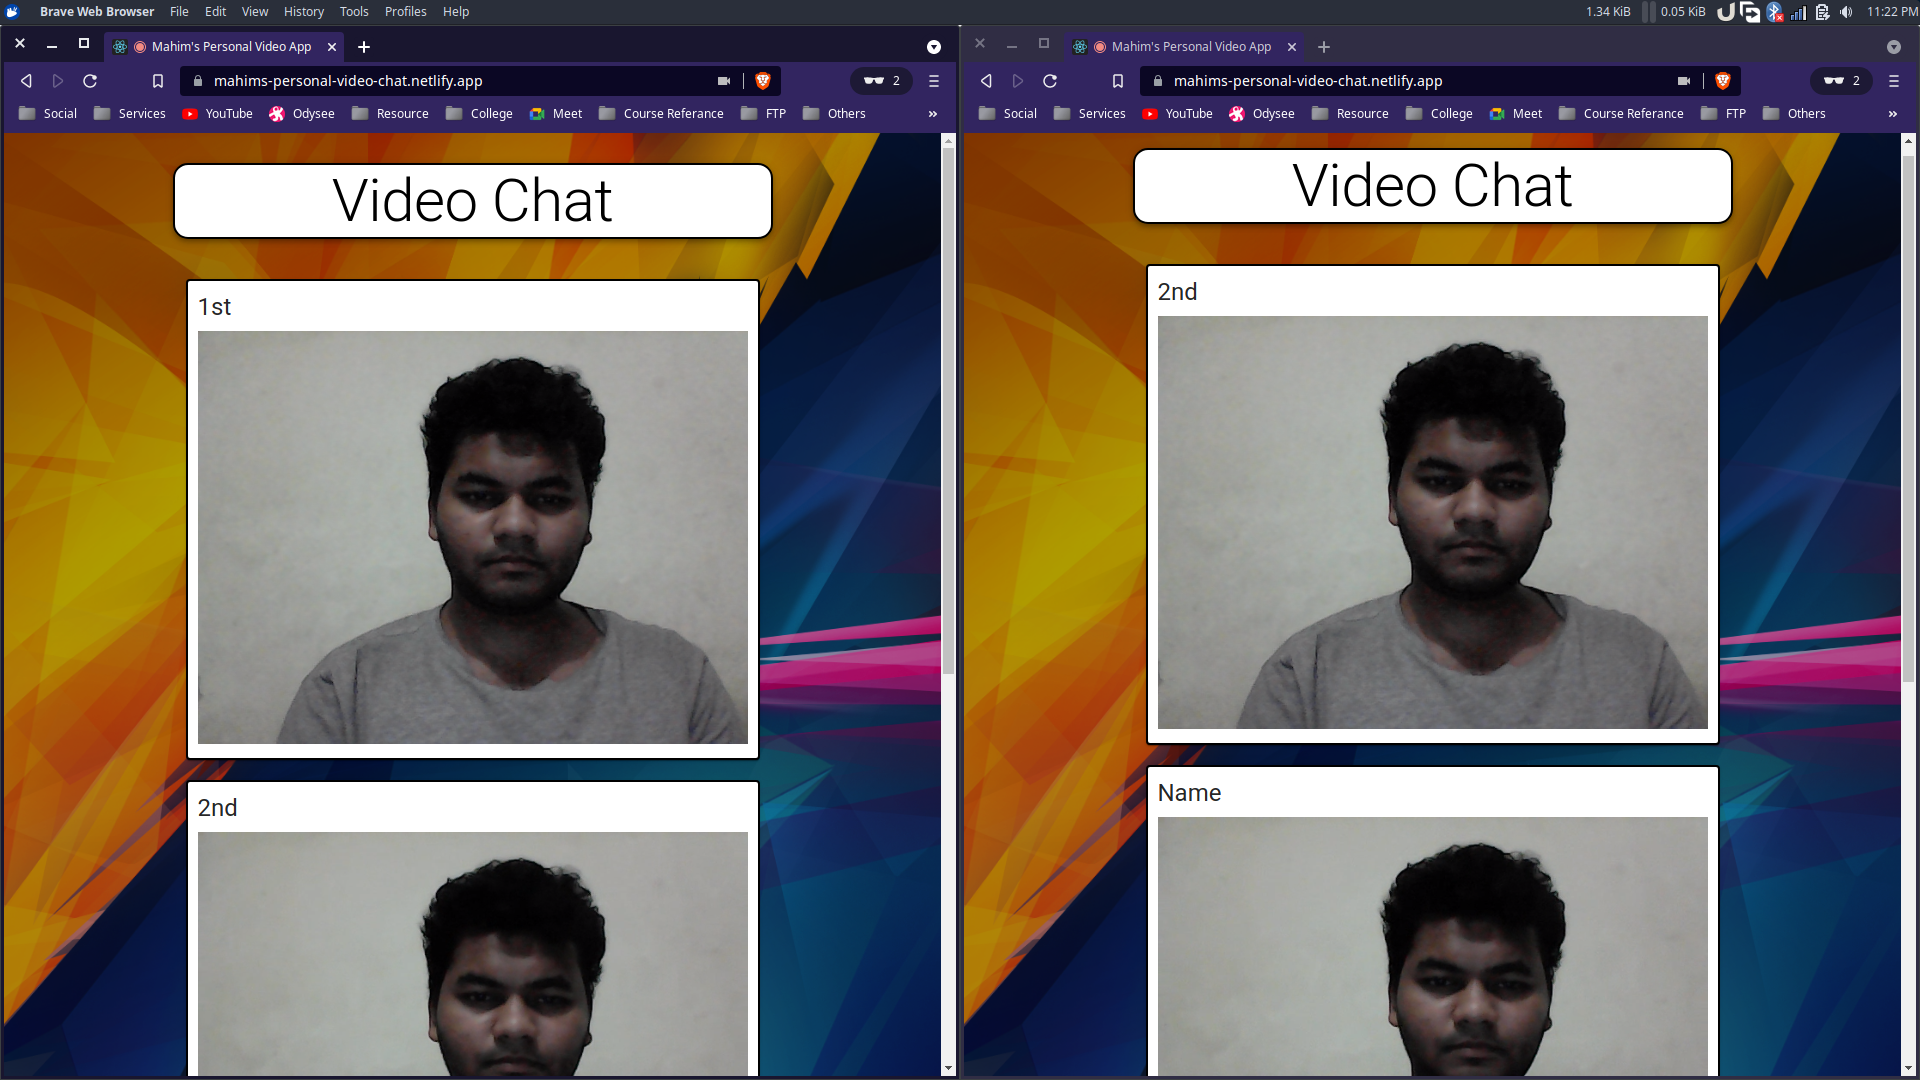 Brave Web Browser File Edit View History Tools Profiles Help 1.34 KiB 0.05 KiB 11:22 PM
Mahim's Personal Video App
mahims-personal-video-chat.netlify.app 2
Social Services YouTube Odysee Resource College Meet Course Referance FTP Others »
Video Chat
1st
2nd
Mahim's Personal Video App
mahims-personal-video-chat.netlify.app 2
Social Services YouTube Odysee Resource College Meet Course Referance FTP Others »
Video Chat
2nd
Name